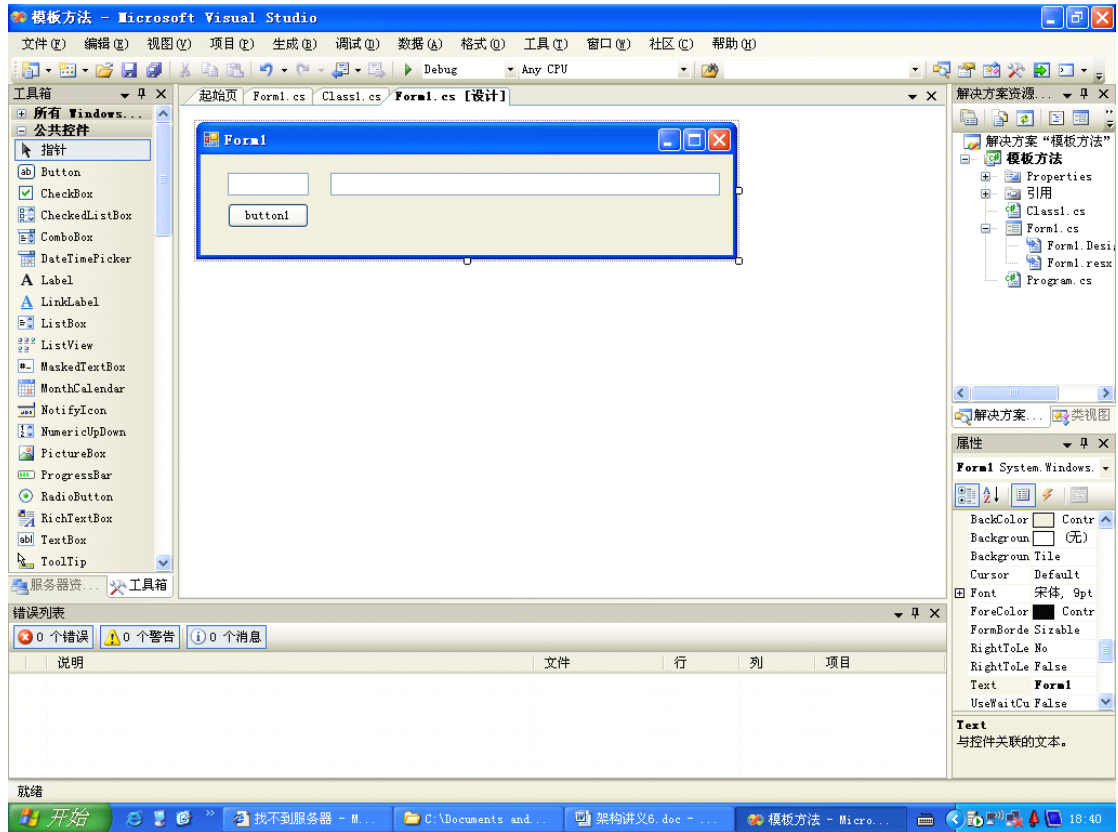 模板方法 - Microsoft Visual Studio
文件(F) 编辑(E) 视图(V) 项目(P) 生成(B) 调试(D) 数据(A) 格式(O) 工具(T) 窗口(W) 社区(C) 帮助(H)
Debug Any CPU
工具箱
所有 Windows...
公共控件
指针
Button
CheckBox
CheckedListBox
ComboBox
DateTimePicker
Label
LinkLabel
ListBox
ListView
MaskedTextBox
MonthCalendar
NotifyIcon
NumericUpDown
PictureBox
ProgressBar
RadioButton
RichTextBox
TextBox
ToolTip
服务器资... 工具箱
起始页 Form1.cs Class1.cs Form1.cs [设计]
Form1
button1
解决方案资源...
解决方案“模板方法”
模板方法
Properties
引用
Class1.cs
Form1.cs
Form1.Desi
Form1.resx
Program.cs
解决方案... 类视图
属性
Form1 System.Windows.
BackColor Contr
Backgroun (无)
Backgroun Tile
Cursor Default
Font 宋体, 9pt
ForeColor Contr
FormBorde Sizable
RightToLe No
RightToLe False
Text Form1
UseWaitCu False
Text
与控件关联的文本。
错误列表
0 个错误 0 个警告 0 个消息
说明 文件 行 列 项目
就绪
开始 找不到服务器 - M... C:\Documents and... 架构讲义6.doc - ... 模板方法 - Micro... 18:40